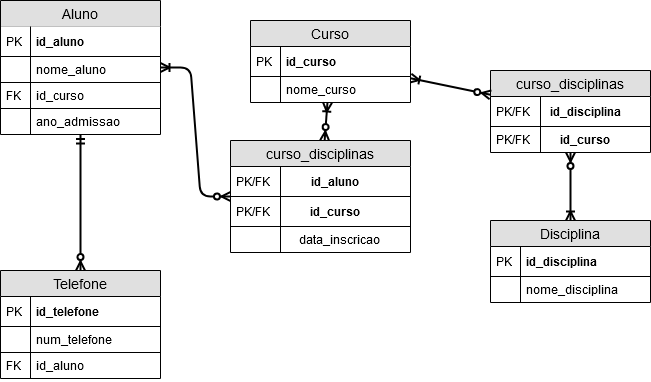 Aluno
PK id_aluno
nome_aluno
FK id_curso
ano_admissao
Curso
PK id_curso
nome_curso
curso_disciplinas
PK/FK id_disciplina
PK/FK id_curso
curso_disciplinas
PK/FK id_aluno
PK/FK id_curso
data_inscricao
Disciplina
PK id_disciplina
nome_disciplina
Telefone
PK id_telefone
num_telefone
FK id_aluno